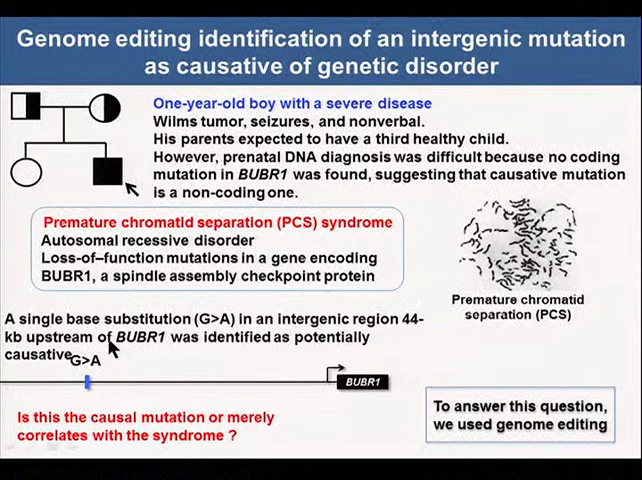 Genome editing identification of an intergenic mutation
as causative of genetic disorder
One-year-old boy with a severe disease
Wilms tumor, seizures, and nonverbal.
His parents expected to have a third healthy child.
However, prenatal DNA diagnosis was difficult because no coding
mutation in BUBR1 was found, suggesting that causative mutation
is a non-coding one.
Premature chromatid separation (PCS) syndrome
Autosomal recessive disorder
Loss-of–function mutations in a gene encoding
BUBR1, a spindle assembly checkpoint protein
Premature chromatid
separation (PCS)
A single base substitution (G>A) in an intergenic region 44-
kb upstream of BUBR1 was identified as potentially
causative
G>A
BUBR1
Is this the causal mutation or merely
correlates with the syndrome ?
To answer this question,
we used genome editing